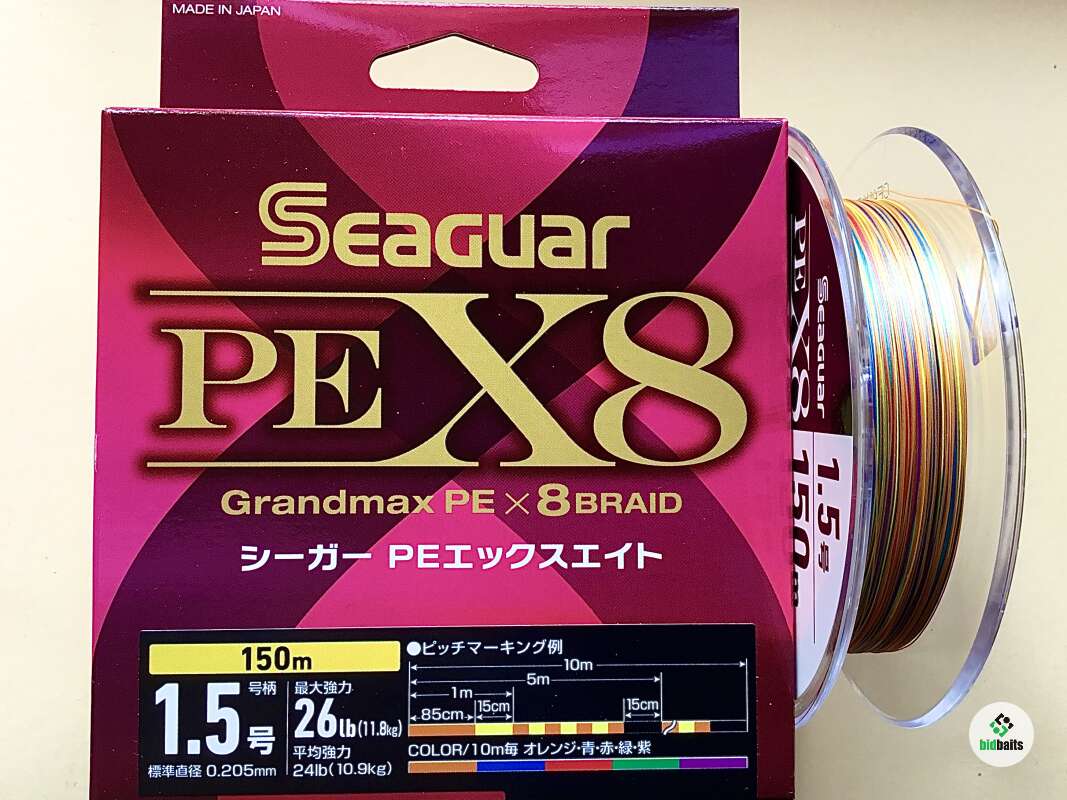 MADE IN JAPAN
Seaguar
PE X8
Grandmax PE × 8 BRAID
シーガー PEエックスエイト
150m
1.5号
号柄
標準直径 0.205mm
最大強力
26lb(11.8kg)
平均強力
24lb(10.9kg)
●ピッチマーキング例
10m
5m
1m
15cm
15cm
85cm
COLOR/10m毎 オレンジ・青・赤・緑・紫
Seaguar
PE X8
1.5号
150m
bidbaits